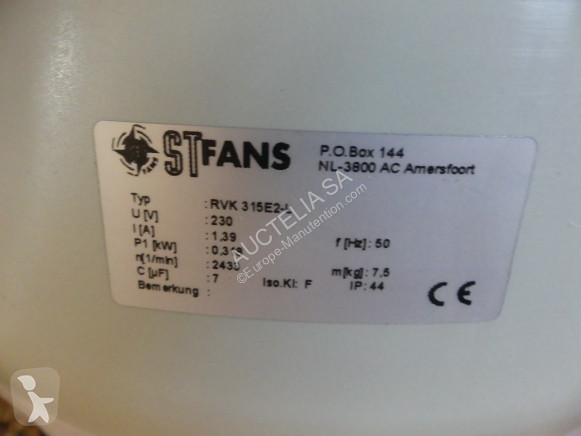 STFANS
P.O.Box 144
NL-3800 AC Amersfoort
Typ : RVK 315E2-L
U [V] : 230
I [A] : 1,39 f [Hz] : 50
P1 [kW]
n[1/min] m[kg] : 7,5
C [µF] : 7 Iso.Kl: F IP : 44
Bemerkung :
CE
AUCTELIA SA
©Europe-Manutention.com